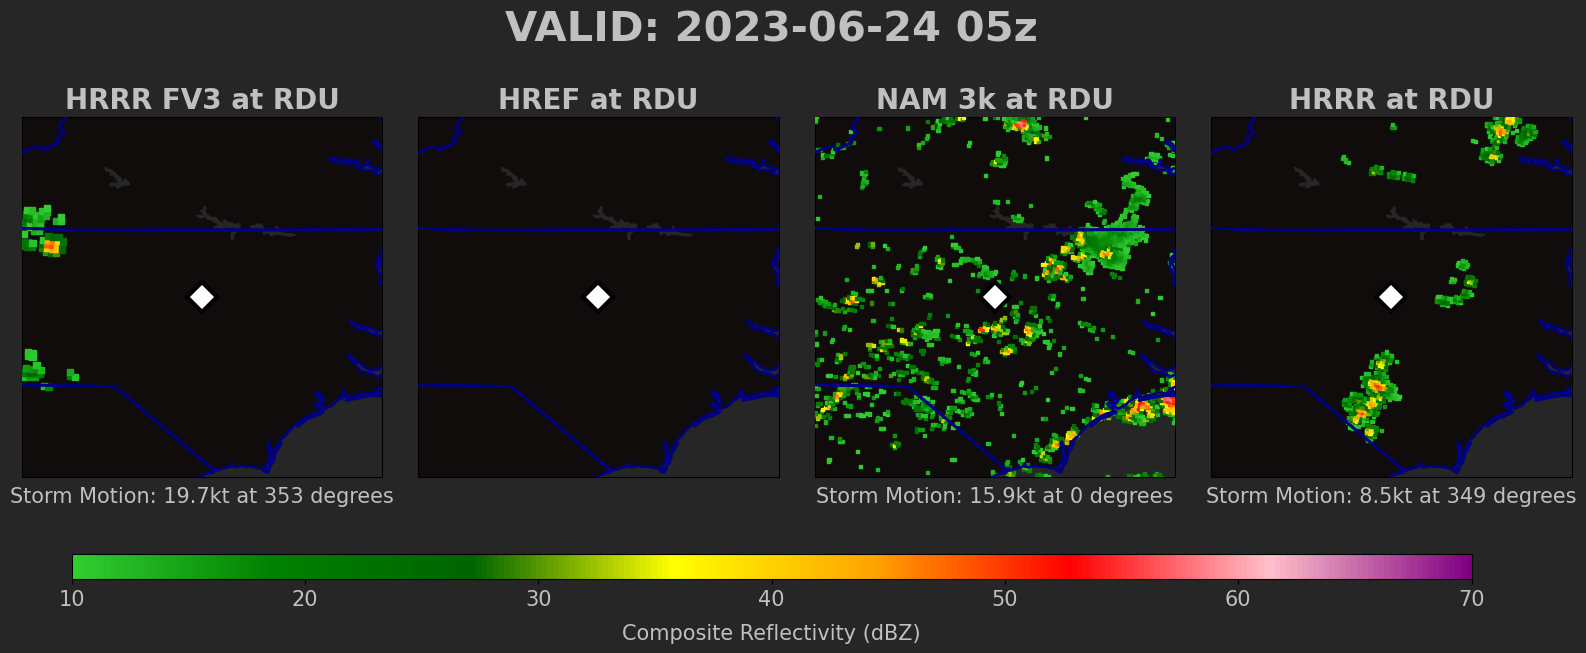 VALID: 2023-06-24 05z
HRRR FV3 at RDU
HREF at RDU
NAM 3k at RDU
HRRR at RDU
Storm Motion: 19.7kt at 353 degrees
Storm Motion: 15.9kt at 0 degrees
Storm Motion: 8.5kt at 349 degrees
10 20 30 40 50 60 70
Composite Reflectivity (dBZ)